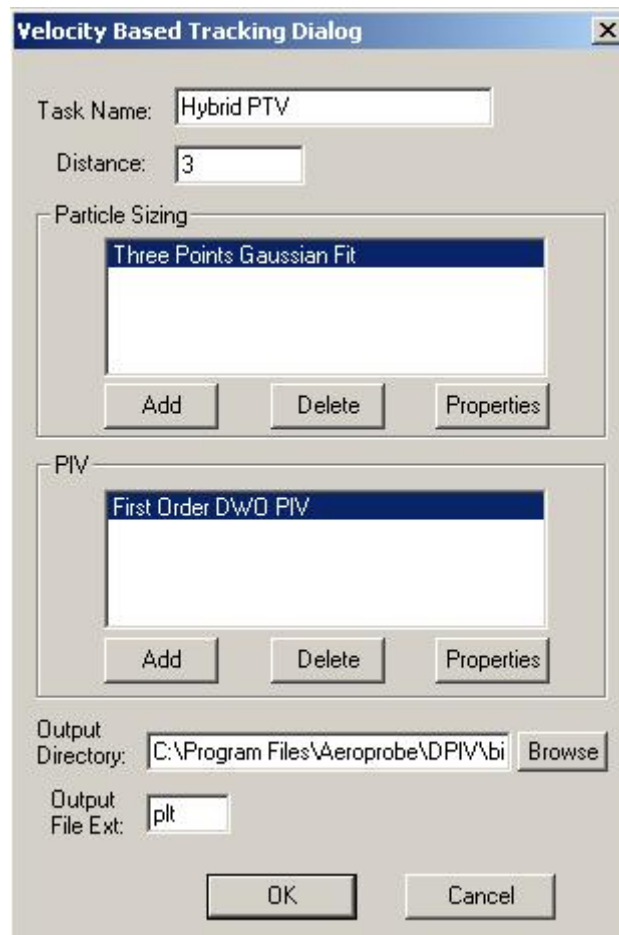 Velocity Based Tracking Dialog
Task Name: Hybrid PTV
Distance: 3
Particle Sizing
Three Points Gaussian Fit
Add Delete Properties
PIV
First Order DWO PIV
Add Delete Properties
Output
Directory: C:\Program Files\Aeroprobe\DPIV\bi Browse
Output
File Ext: plt
OK Cancel